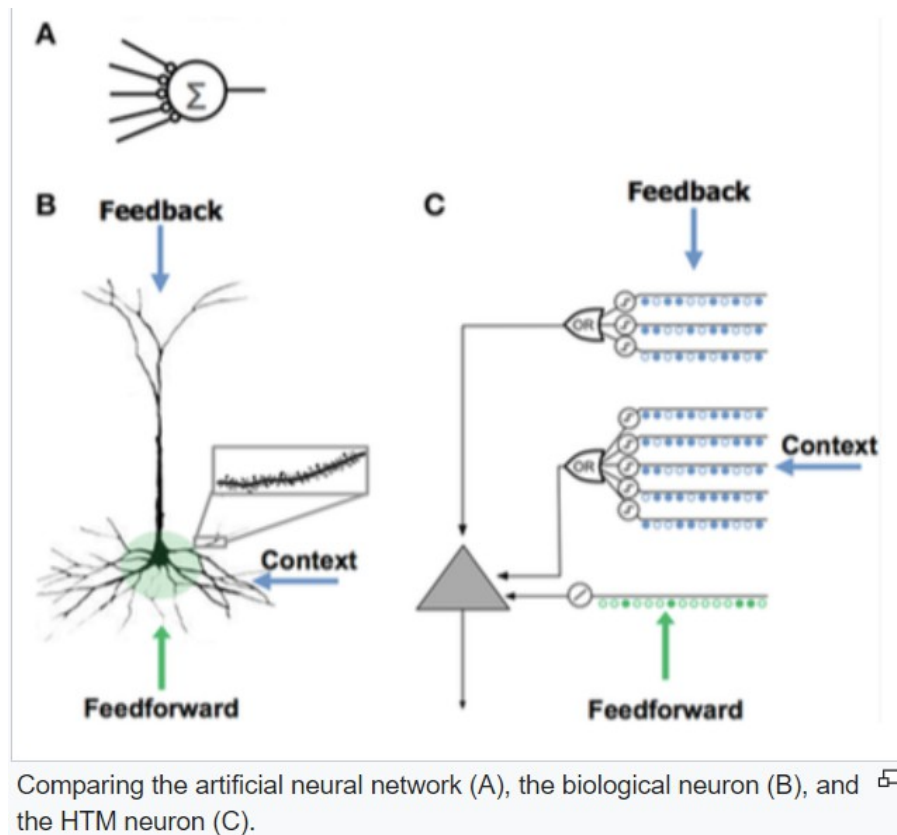 A
Σ
B
Feedback
Context
Feedforward
C
Feedback
OR
OR
Context
Feedforward
Comparing the artificial neural network (A), the biological neuron (B), and
the HTM neuron (C).